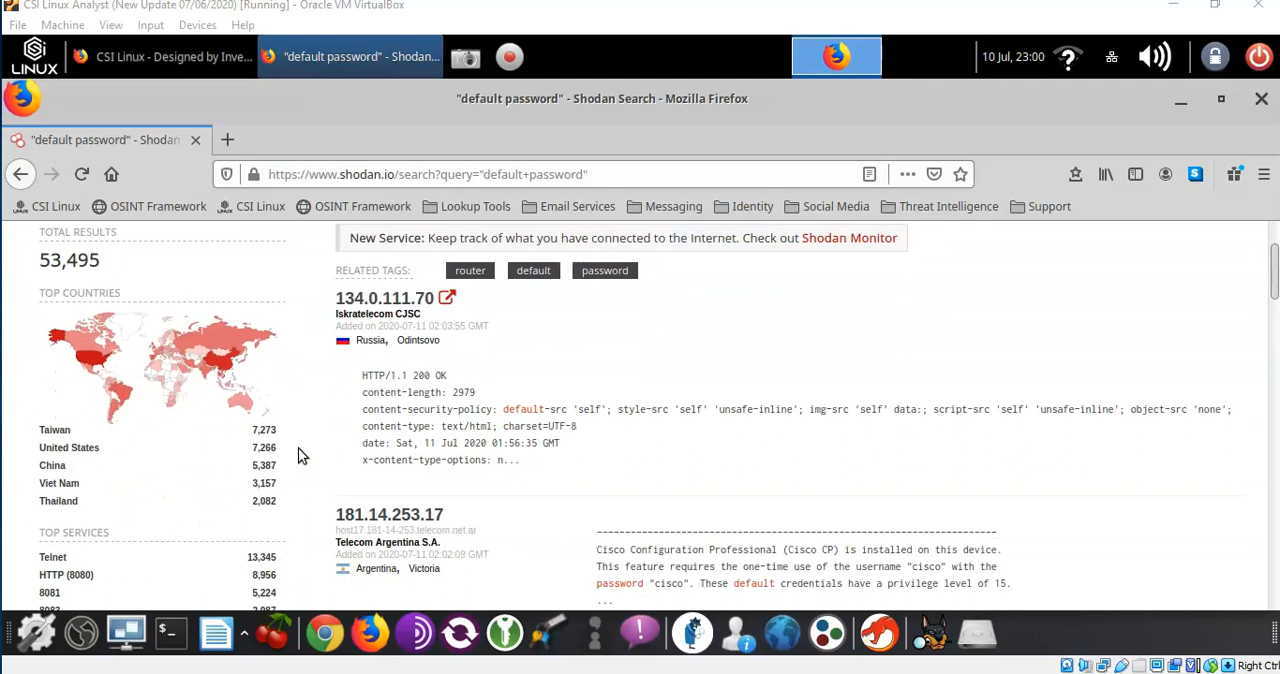 CSI Linux Analyst (New Update 07/06/2020) [Running] - Oracle VM VirtualBox
File Machine View Input Devices Help
CSI LINUX
CSI Linux - Designed by Inve...
"default password" - Shodan...
10 Jul, 23:00
"default password" - Shodan Search - Mozilla Firefox
"default password" - Shodan
https://www.shodan.io/search?query="default+password"
CSI Linux OSINT Framework CSI Linux OSINT Framework Lookup Tools Email Services Messaging Identity Social Media Threat Intelligence Support
TOTAL RESULTS
53,495
TOP COUNTRIES
Taiwan 7,273
United States 7,266
China 5,387
Viet Nam 3,157
Thailand 2,082
TOP SERVICES
Telnet 13,345
HTTP (8080) 8,956
8081 5,224
New Service: Keep track of what you have connected to the Internet. Check out Shodan Monitor
RELATED TAGS: router default password
134.0.111.70
Iskratelecom CJSC
Added on 2020-07-11 02:03:55 GMT
Russia, Odintsovo
HTTP/1.1 200 OK
content-length: 2979
content-security-policy: default-src 'self'; style-src 'self' 'unsafe-inline'; img-src 'self' data:; script-src 'self' 'unsafe-inline'; object-src 'none';
content-type: text/html; charset=UTF-8
date: Sat, 11 Jul 2020 01:56:35 GMT
x-content-type-options: n...
181.14.253.17
host17.181-14-253.telecom.net.ar
Telecom Argentina S.A.
Added on 2020-07-11 02:02:09 GMT
Argentina, Victoria
-----------------------------------------------------------------------
Cisco Configuration Professional (Cisco CP) is installed on this device.
This feature requires the one-time use of the username "cisco" with the
password "cisco". These default credentials have a privilege level of 15.
...
Right Ctrl